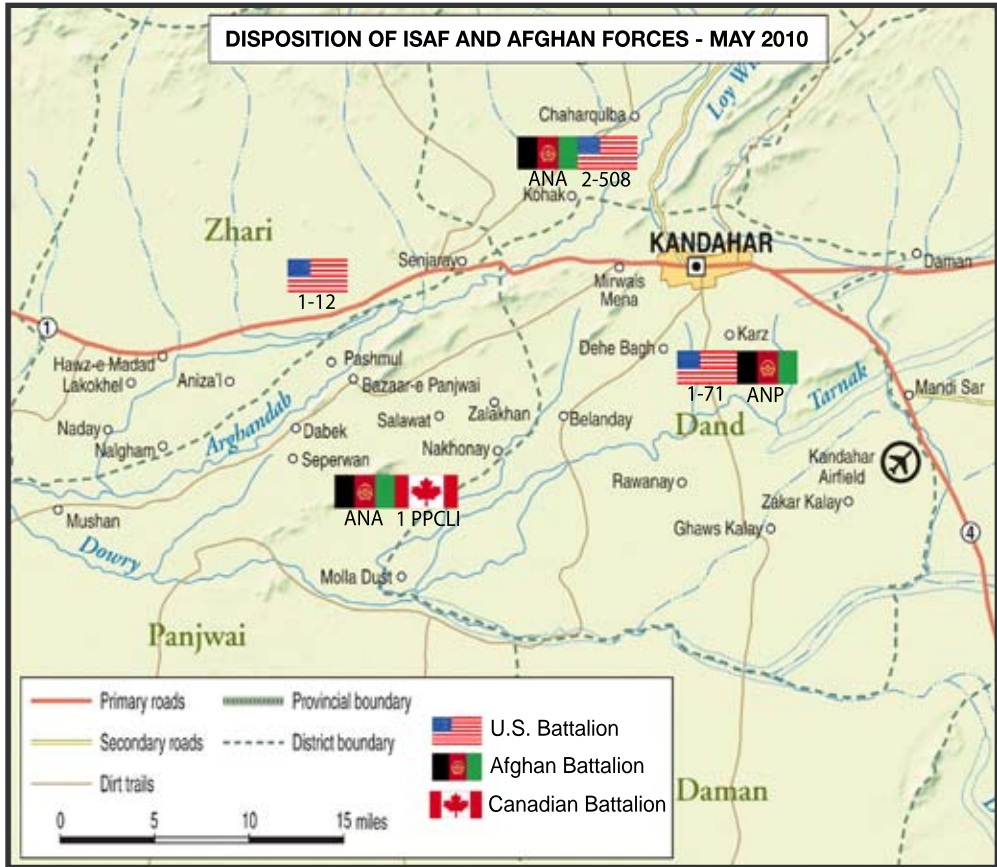 DISPOSITION OF ISAF AND AFGHAN FORCES - MAY 2010
Chaharqulba
ANA 2-508
Kohak
Zhari
KANDAHAR
Senjaray
Daman
Mirwais
Mena
1-12
1
Karz
Dehe Bagh
Pashmul
Hawz-e Madad
Lakokhel
Aniza'I
Bazaar-e Panjwai
1-71 ANP
Tarnak
Mandi Sar
Arghandab
Salawat
Zalakhan
Belanday
Dand
Naday
Dabek
Nalgham
Nakhonay
Seperwan
Kandahar
Airfield
Rawanay
Zakar Kalay
ANA 1 PPCLI
Mushan
Ghaws Kalay
4
Dowry
Molla Dust
Panjwai
Primary roads
Provincial boundary
Secondary roads
District boundary
Dirt trails
U.S. Battalion
Afghan Battalion
Canadian Battalion
0 5 10 15 miles
Daman